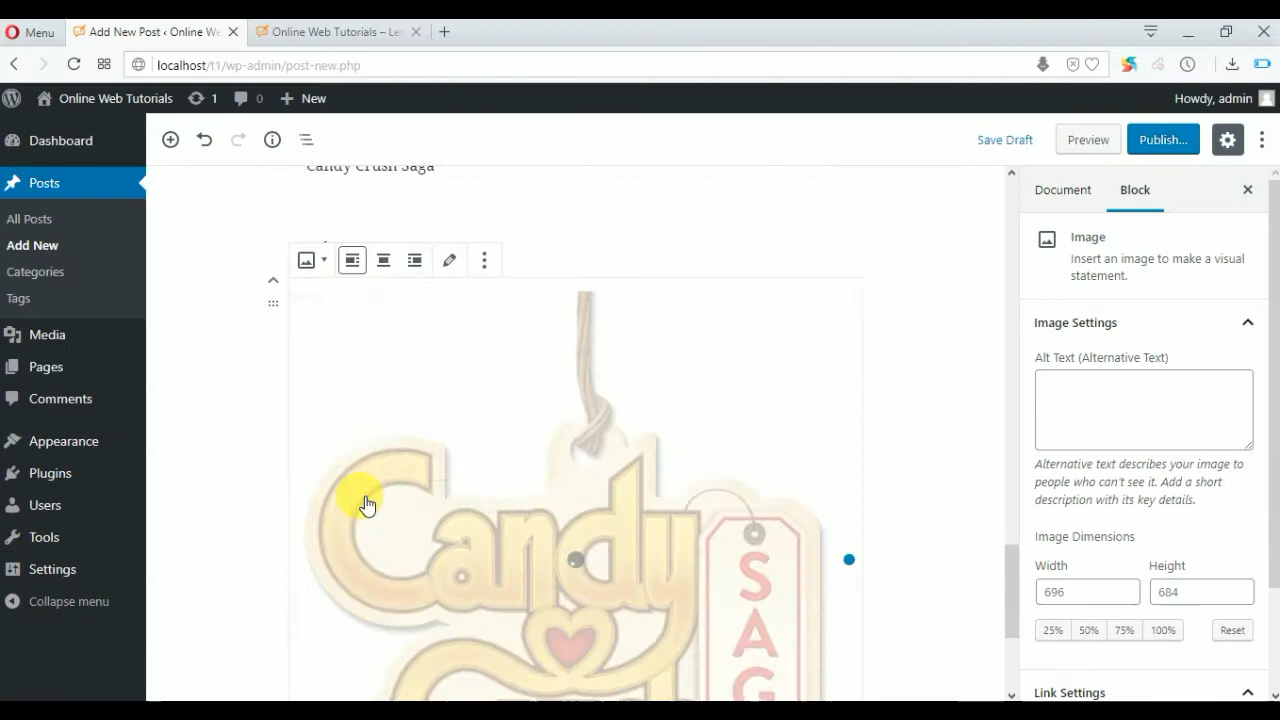 Menu
Add New Post ‹ Online We
Online Web Tutorials – Le
localhost/t1/wp-admin/post-new.php
Online Web Tutorials
1
0
New
Howdy, admin
Dashboard
Posts
All Posts
Add New
Categories
Tags
Media
Pages
Comments
Appearance
Plugins
Users
Tools
Settings
Collapse menu
Save Draft
Preview
Publish...
Candy Crush Saga
Candy
SAG
Document
Block
Image
Insert an image to make a visual
statement.
Image Settings
Alt Text (Alternative Text)
Alternative text describes your image to
people who can't see it. Add a short
description with its key details.
Image Dimensions
Width
Height
696
684
25%
50%
75%
100%
Reset
Link Settings